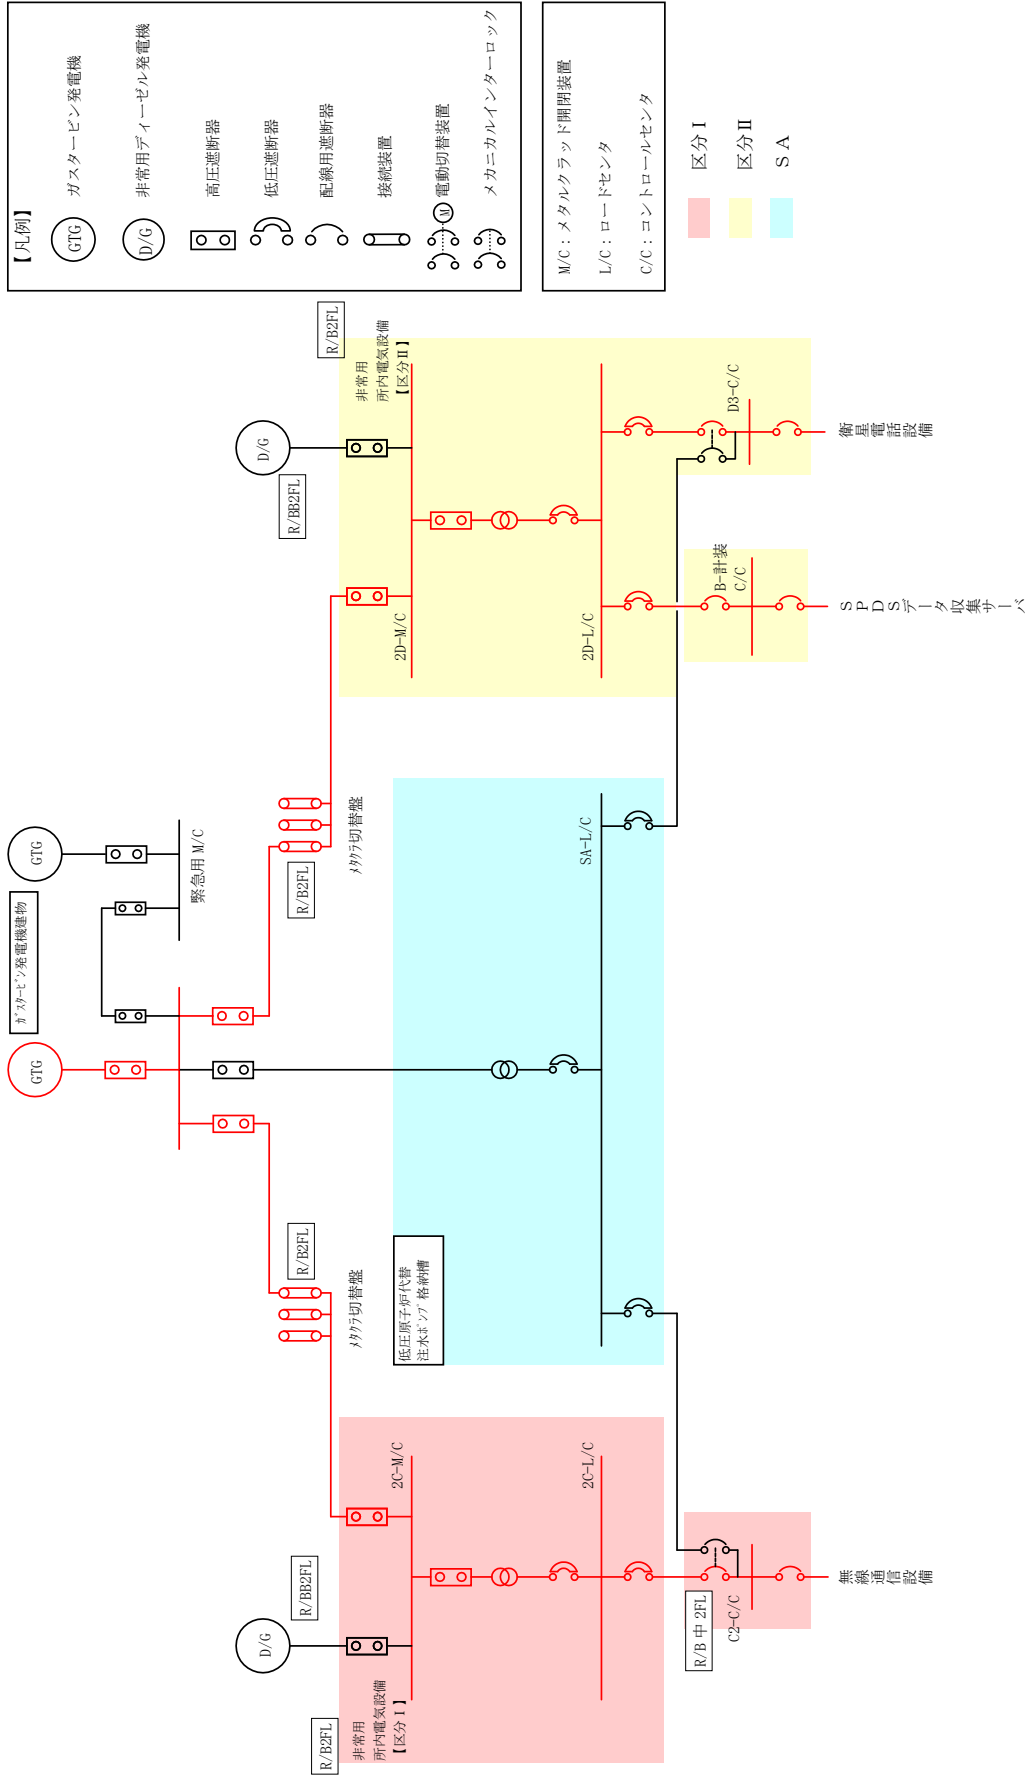 【凡例】
GTG
ガスタービン発電機
D/G
非常用ディーゼル発電機
高圧遮断器
低圧遮断器
配線用遮断器
接続装置
M
電動切替装置
メカニカルインターロック
M/C：メタルクラッド開閉装置
L/C：ロードセンタ
C/C：コントロールセンタ
区分Ⅰ
区分Ⅱ
ＳＡ
ｶﾞｽﾀｰﾋﾞﾝ発電機建物
GTG
GTG
緊急用 M/C
R/B2FL
メタクラ切替盤
R/B2FL
メタクラ切替盤
D/G
R/BB2FL
R/B2FL
非常用
所内電気設備
【区分Ⅰ】
2C-M/C
2C-L/C
R/B 中 2FL
C2-C/C
無線通信設備
低圧原子炉代替
注水ﾎﾟﾝﾌﾟ格納槽
SA-L/C
D/G
R/BB2FL
R/B2FL
非常用
所内電気設備
【区分Ⅱ】
2D-M/C
2D-L/C
B-計装
C/C
D3-C/C
ＳＰＤＳデータ収集サーバ
衛星電話設備